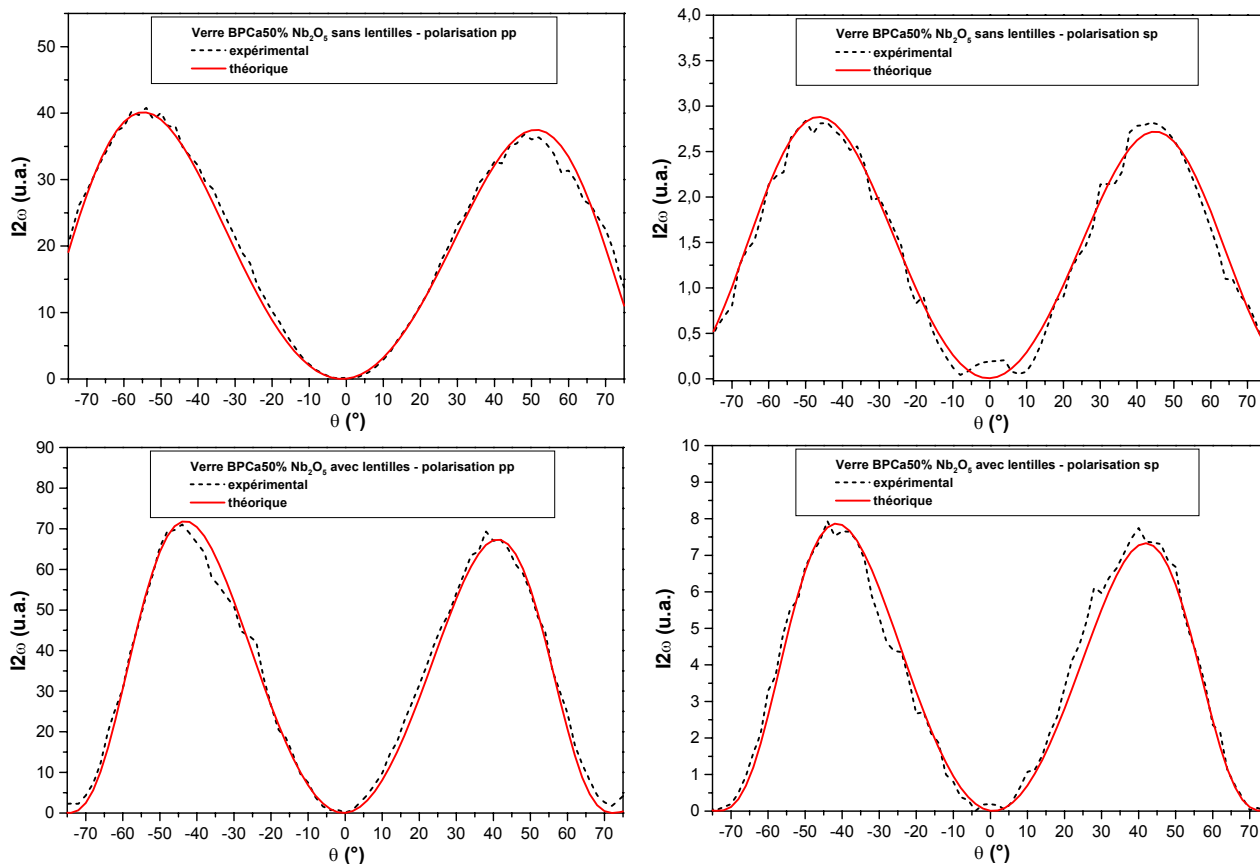 Verre BPCa50% Nb₂O₅ sans lentilles - polarisation pp
expérimental
théorique
I2ω (u.a.)
50
40
30
20
10
0
-70 -60 -50 -40 -30 -20 -10 0 10 20 30 40 50 60 70
θ (°)
Verre BPCa50% Nb₂O₅ sans lentilles - polarisation sp
expérimental
théorique
I2ω (u.a.)
4,0
3,5
3,0
2,5
2,0
1,5
1,0
0,5
0,0
-70 -60 -50 -40 -30 -20 -10 0 10 20 30 40 50 60 70
θ (°)
Verre BPCa50% Nb₂O₅ avec lentilles - polarisation pp
expérimental
théorique
I2ω (u.a.)
90
80
70
60
50
40
30
20
10
0
-70 -60 -50 -40 -30 -20 -10 0 10 20 30 40 50 60 70
θ (°)
Verre BPCa50% Nb₂O₅ avec lentilles - polarisation sp
expérimental
théorique
I2ω (u.a.)
10
9
8
7
6
5
4
3
2
1
0
-70 -60 -50 -40 -30 -20 -10 0 10 20 30 40 50 60 70
θ (°)